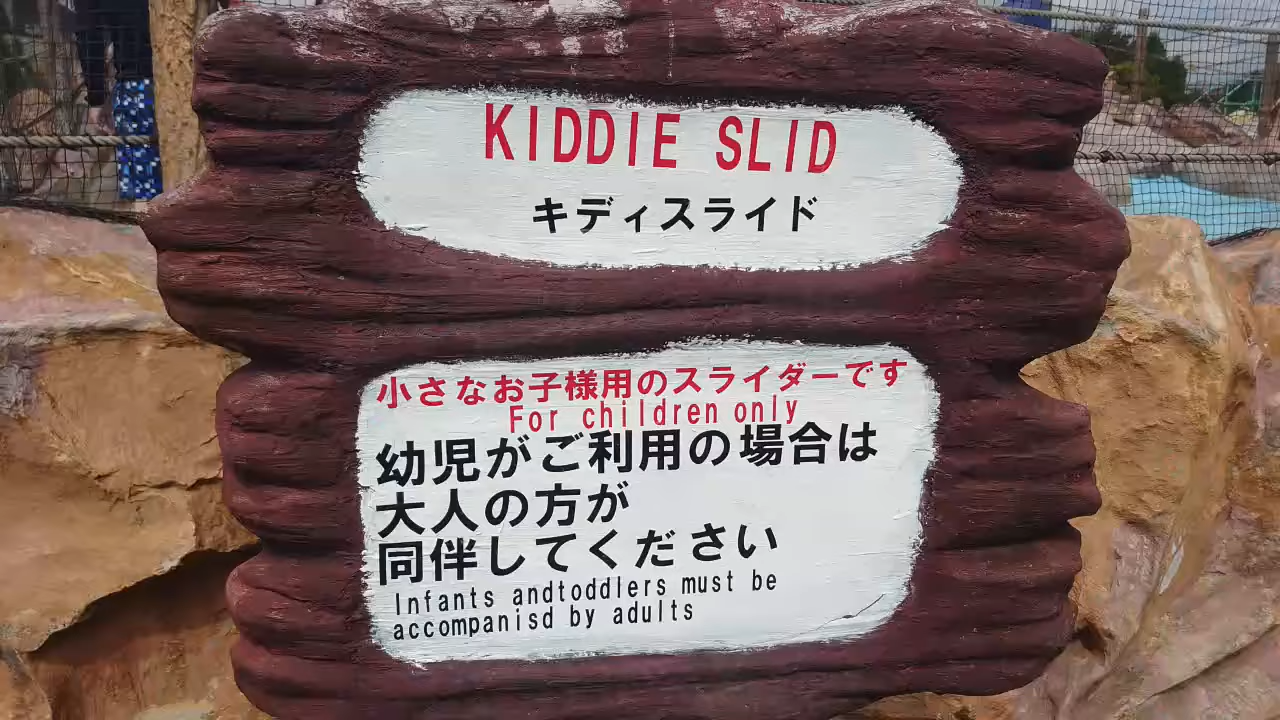 KIDDIE SLID
キディスライド
小さなお子様用のスライダーです
For children only
幼児がご利用の場合は
大人の方が
同伴してください
Infants andtoddlers must be
accompanisd by adults